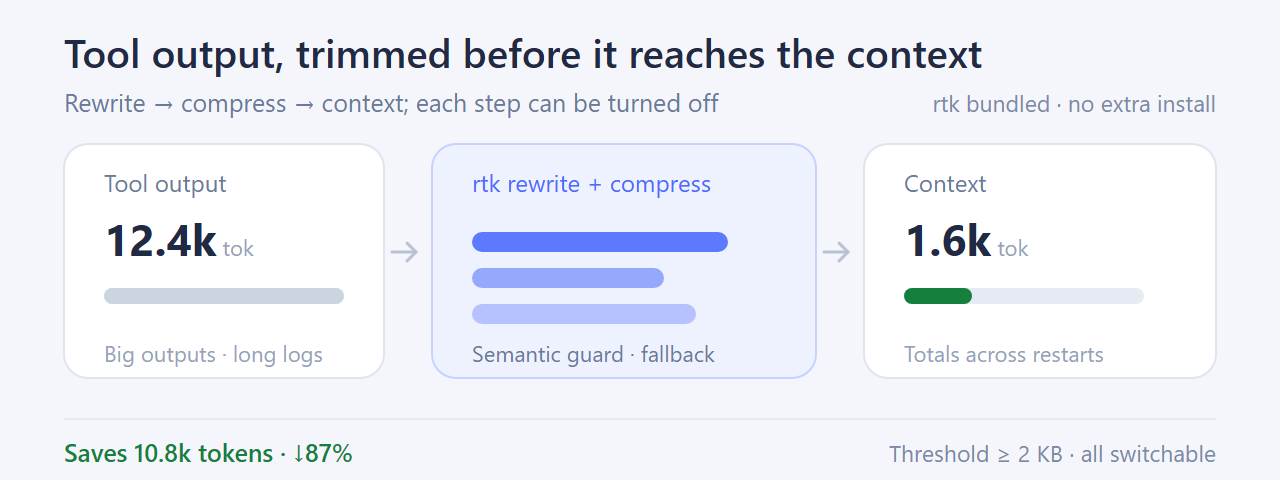 Tool output, trimmed before it reaches the context
Rewrite → compress → context; each step can be turned off
rtk bundled · no extra install
Tool output
12.4k tok
Big outputs · long logs
rtk rewrite + compress
Semantic guard · fallback
Context
1.6k tok
Totals across restarts
Saves 10.8k tokens · ↓87%
Threshold ≥ 2 KB · all switchable